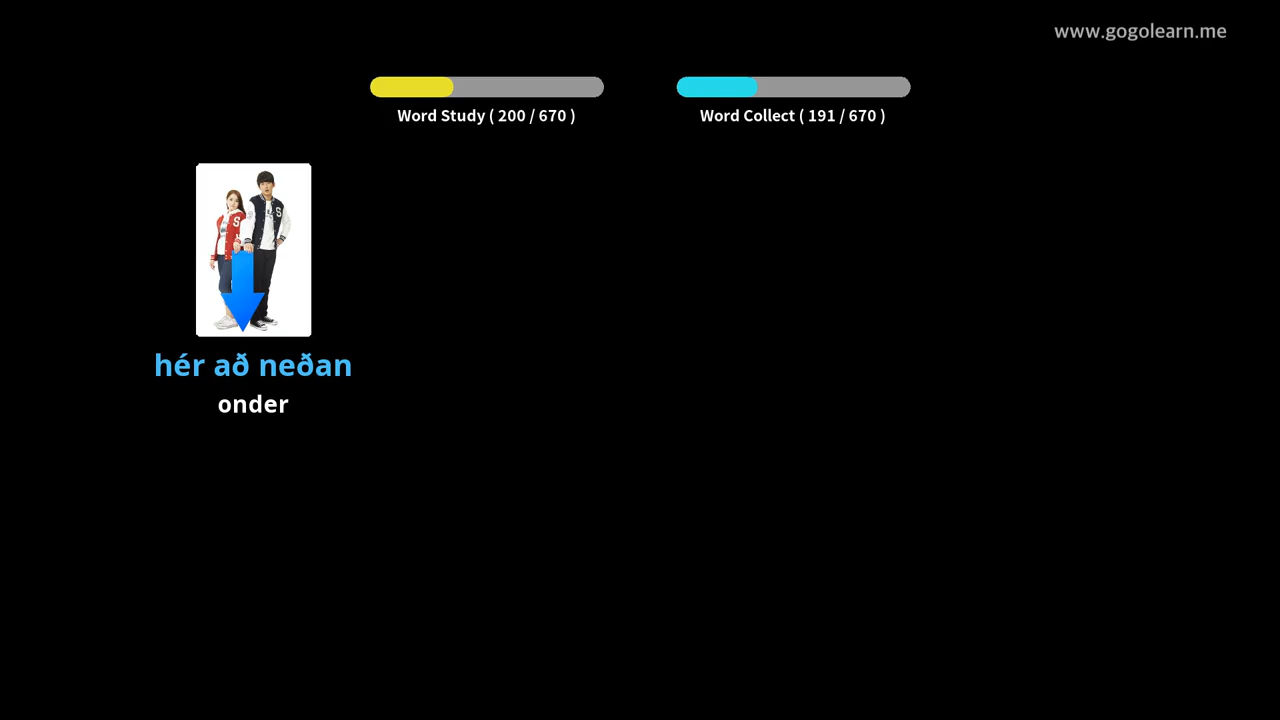 www.gogolearn.me
Word Study ( 200 / 670 )
Word Collect ( 191 / 670 )
S
S
hér að neðan
onder